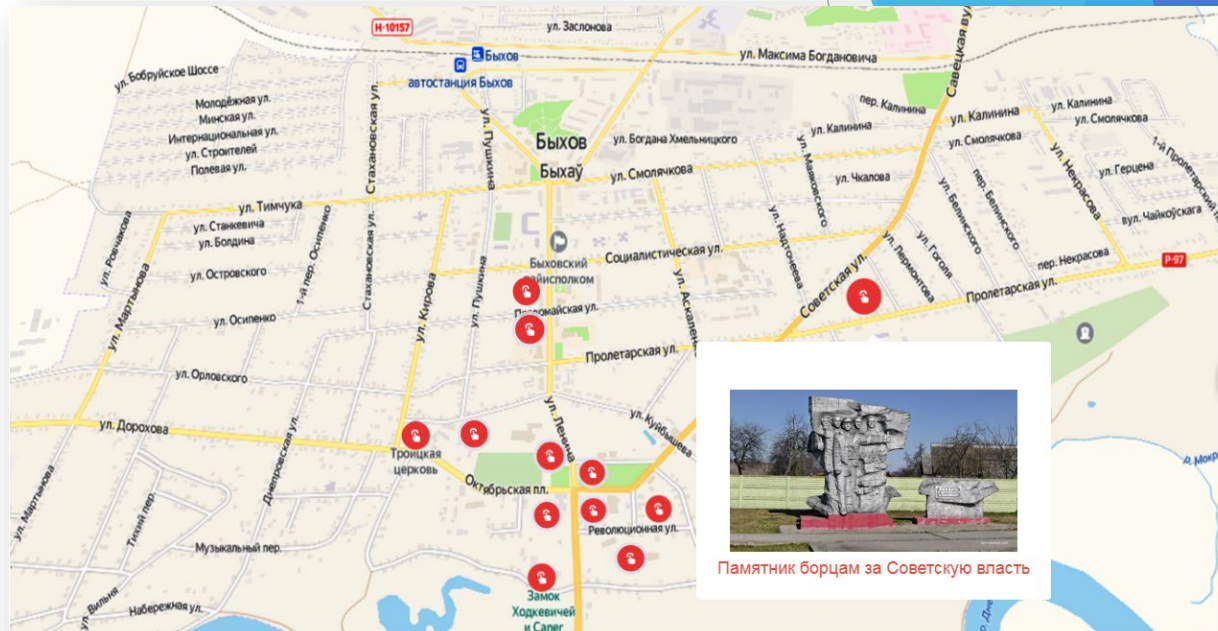 Н-10157
ул. Заслонова
Быхов
ул. Максима Богдановича
Савецкая вул.
автостанция Быхов
ул. Бобруйское Шоссе
Молодёжная ул.
Минская ул.
Интернациональная ул.
ул. Строителей
Полевая ул.
Стахановская ул.
ул. Пушкина
Быхов
Быхаў
ул. Богдана Хмельницкого
пер. Калинина
ул. Калинина
ул. Калинина
ул. Калинина
ул. Смолячкова
ул. Смолячкова
ул. Смолячкова
ул. Маяковского
ул. Чкалова
ул. Некрасова
ул. Герцена
1-й Пролетарский
вул. Чайкоўскага
ул. Белинского
пер. Белинского
ул. Тимчука
ул. Станкевича
ул. Болдина
ул. Ровчакова
ул. Мартынова
1-й пер. Осипенко
Стахановская ул.
ул. Островского
ул. Осипенко
ул. Кирова
ул. Пушкина
Быховский
райисполком
Социалистическая ул.
ул. Надточеева
ул. Лермонтова
ул. Гоголя
пер. Некрасова
Р-97
Первомайская ул.
Советская ул.
Пролетарская ул.
Пролетарская ул.
ул. Орловского
ул. Дорохова
Днепровская ул.
ул. Ленина
ул. Куйбышева
Троицкая
церковь
Октябрьская пл.
Революционная ул.
ул. Мартынова
Тихий пер.
Музыкальный пер.
ул. Вильня
Набережная ул.
Замок
Ходкевичей
и Сапег
Памятник борцам за Советскую власть